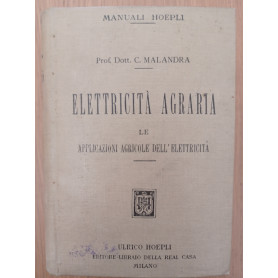 MANUALI HOEPLI
Prof. Dott. C. MALANDRA
ELETTRICITÀ AGRARIA
LE
APPLICAZIONI AGRICOLE DELL'ELETTRICITÀ
ULRICO HOEPLI
EDITORE LIBRAIO DELLA REAL CASA
MILANO